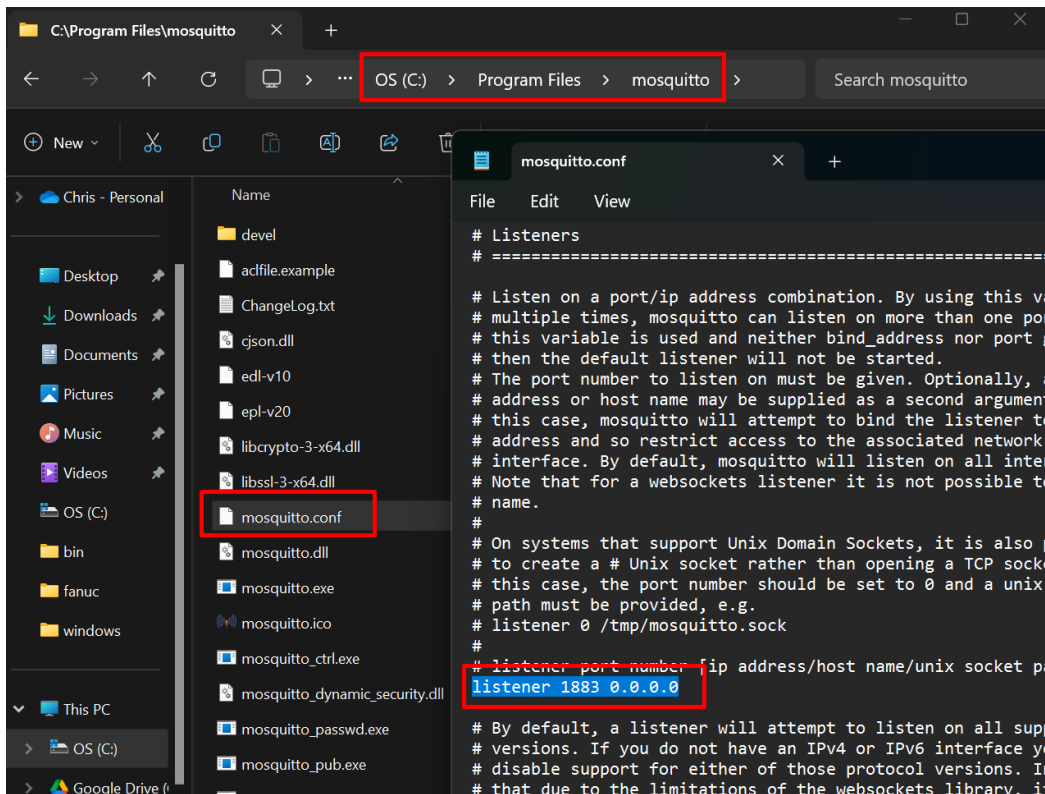 C:\Program Files\mosquitto
OS (C:) > Program Files > mosquitto >
Search mosquitto
New
Chris - Personal
Desktop
Downloads
Documents
Pictures
Music
Videos
OS (C:)
bin
fanuc
windows
This PC
OS (C:)
Google Drive (
Name
devel
aclfile.example
ChangeLog.txt
cjson.dll
edl-v10
epl-v20
libcrypto-3-x64.dll
libssl-3-x64.dll
mosquitto.conf
mosquitto.dll
mosquitto.exe
mosquitto.ico
mosquitto_ctrl.exe
mosquitto_dynamic_security.dll
mosquitto_passwd.exe
mosquitto_pub.exe
mosquitto.conf
File Edit View
# Listeners
# =========================================================
# Listen on a port/ip address combination. By using this
# multiple times, mosquitto can listen on more than one
# this variable is used and neither bind_address nor port
# then the default listener will not be started.
# The port number to listen on must be given. Optionally,
# address or host name may be supplied as a second
# this case, mosquitto will attempt to bind the listener
# address and so restrict access to the associated network
# interface. By default, mosquitto will listen on all
# Note that for a websockets listener it is not possible
# name.
#
# On systems that support Unix Domain Sockets, it is also
# to create a # Unix socket rather than opening a TCP
# this case, the port number should be set to 0 and a unix
# path must be provided, e.g.
# listener 0 /tmp/mosquitto.sock
#
# listener port-number [ip address/host name/unix socket
listener 1883 0.0.0.0
# By default, a listener will attempt to listen on all
# versions. If you do not have an IPv4 or IPv6 interface
# disable support for either of those protocol versions.
# that due to the limitations of the websockets library,